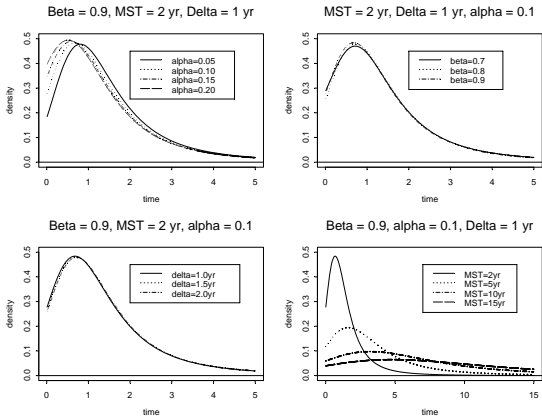 Beta = 0.9, MST = 2 yr, Delta = 1 yr
density
0.0 0.1 0.2 0.3 0.4 0.5
alpha=0.05
alpha=0.10
alpha=0.15
alpha=0.20
0 1 2 3 4 5
time
MST = 2 yr, Delta = 1 yr, alpha = 0.1
density
0.0 0.1 0.2 0.3 0.4 0.5
beta=0.7
beta=0.8
beta=0.9
0 1 2 3 4 5
time
Beta = 0.9, MST = 2 yr, alpha = 0.1
density
0.0 0.1 0.2 0.3 0.4 0.5
delta=1.0yr
delta=1.5yr
delta=2.0yr
0 1 2 3 4 5
time
Beta = 0.9, alpha = 0.1, Delta = 1 yr
density
0.0 0.1 0.2 0.3 0.4 0.5
MST=2yr
MST=5yr
MST=10yr
MST=15yr
0 5 10 15
time